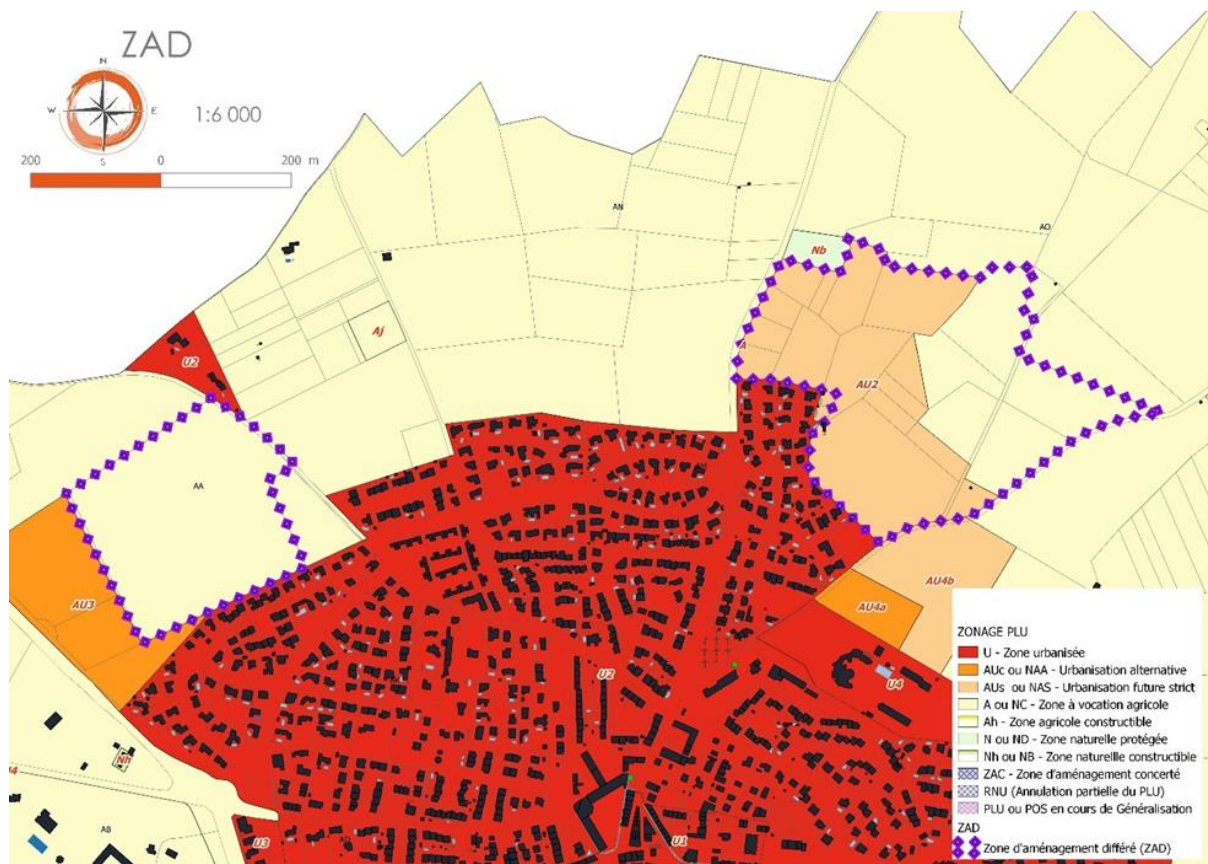 ZAD
N
W E
S
1:6 000
200 0 200 m
AN
AO
Nb
Aj
A
U2
AU2
AA
AU3
AU4b
AU4a
U2
U4
Nh
AB
U3
U1
ZONAGE PLU
U - Zone urbanisée
AUc ou NAA - Urbanisation alternative
AUs ou NAS - Urbanisation future strict
A ou NC - Zone à vocation agricole
Ah - Zone agricole constructible
N ou ND - Zone naturelle protégée
Nh ou NB - Zone naturellle constructible
ZAC - Zone d'aménagement concerté
RNU (Annulation partielle du PLU)
PLU ou POS en cours de Généralisation
ZAD
Zone d'aménagement différé (ZAD)